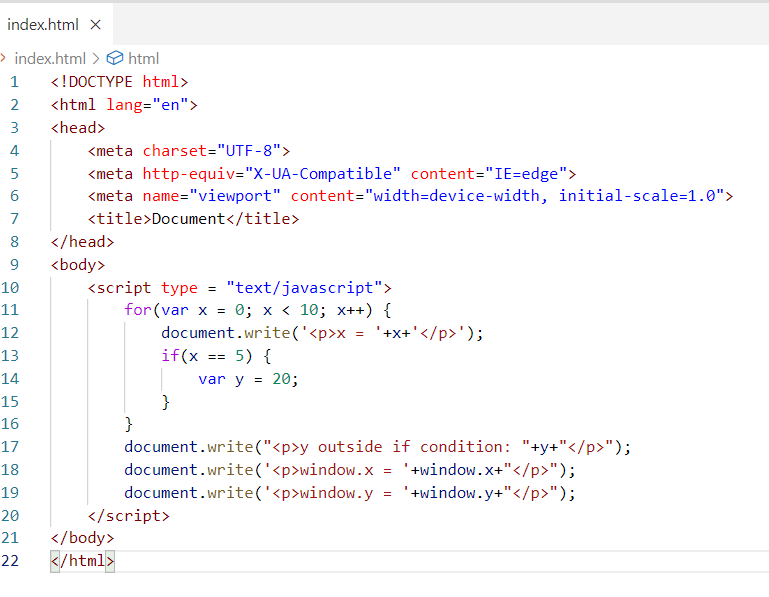 index.html ×
index.html > html
1 <!DOCTYPE html>
2 <html lang="en">
3 <head>
4     <meta charset="UTF-8">
5     <meta http-equiv="X-UA-Compatible" content="IE=edge">
6     <meta name="viewport" content="width=device-width, initial-scale=1.0">
7     <title>Document</title>
8 </head>
9 <body>
10     <script type = "text/javascript">
11         for(var x = 0; x < 10; x++) {
12             document.write('<p>x = '+x+'</p>');
13             if(x == 5) {
14                 var y = 20;
15             }
16         }
17         document.write("<p>y outside if condition: "+y+"</p>");
18         document.write('<p>window.x = '+window.x+"</p>");
19         document.write('<p>window.y = '+window.y+"</p>");
20     </script>
21 </body>
22 </html>